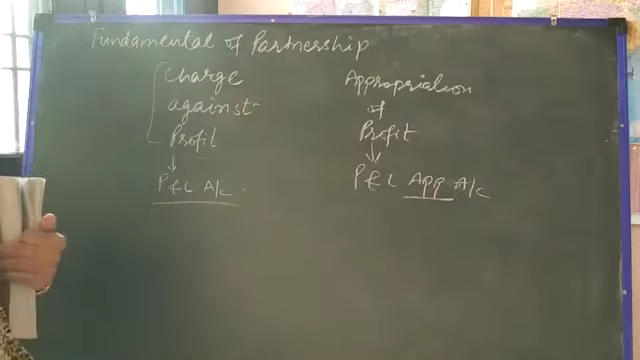 Fundamental of Partnership
Charge
against
Profit
↓
P & L A/c
Appropriation
of
Profit
↓
P & L App A/c